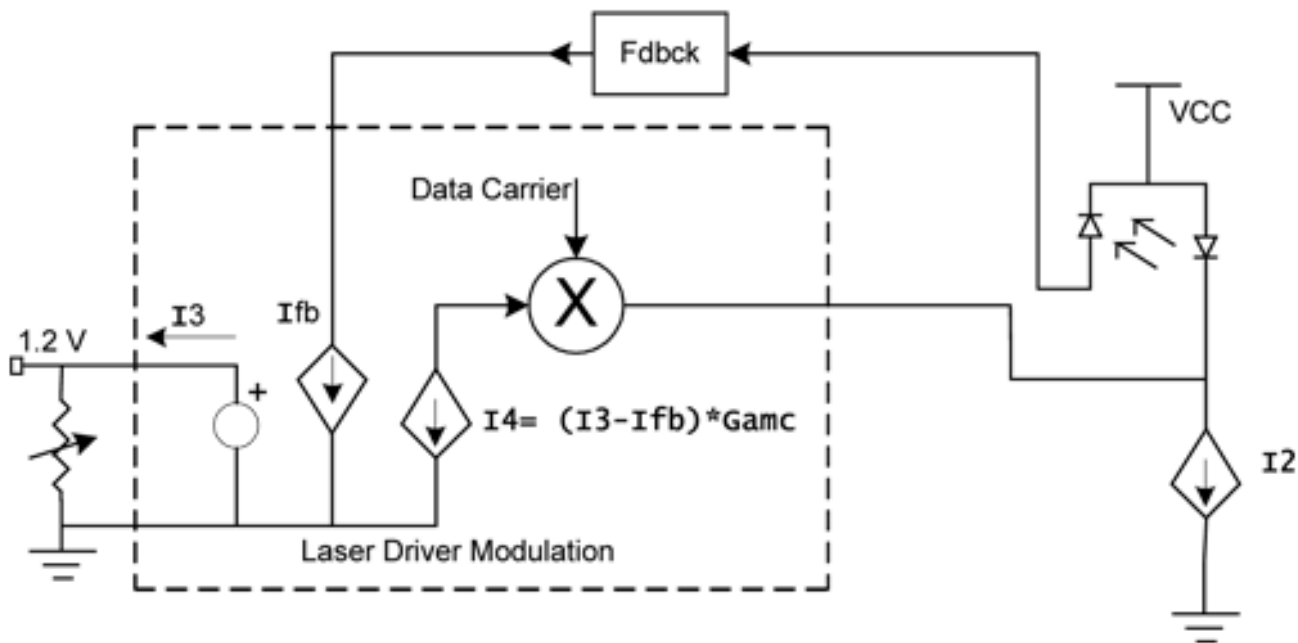 Fdbck
VCC
Data Carrier
X
I3
Ifb
1.2 V
+
I4= (I3-Ifb)*Gamc
I2
Laser Driver Modulation